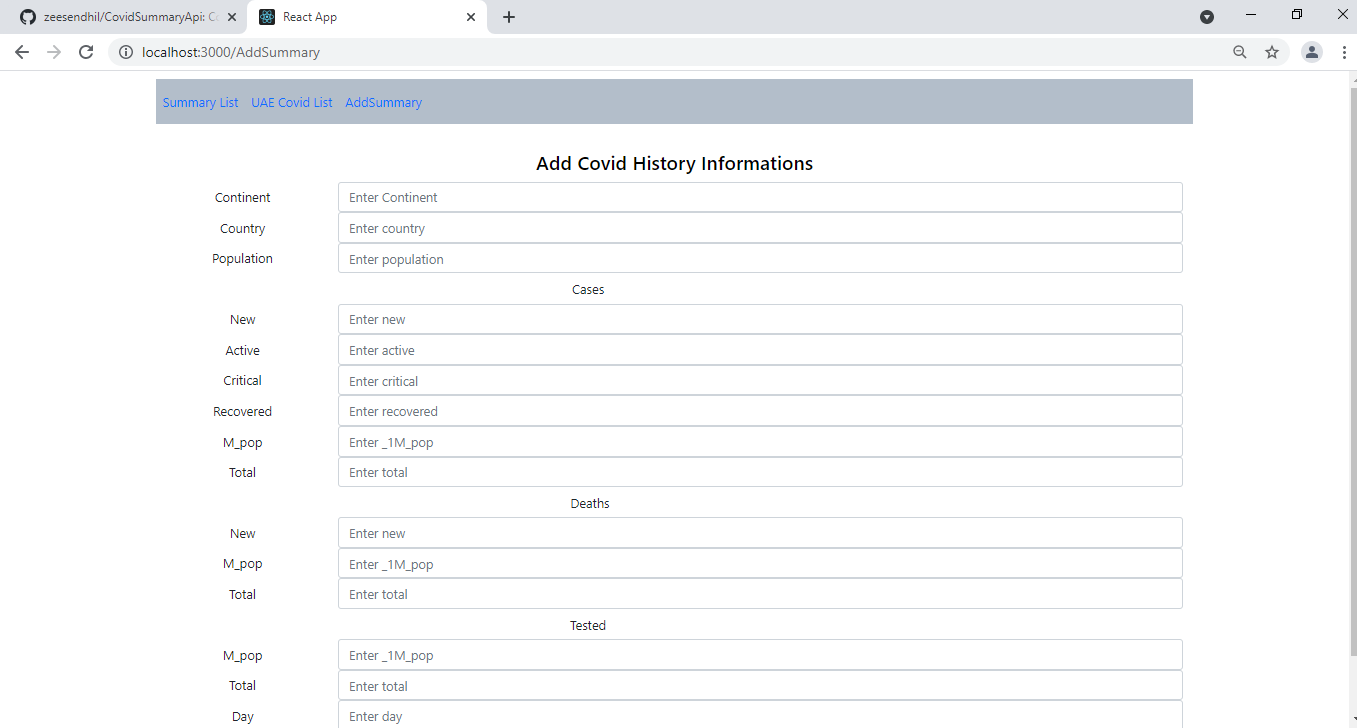 zeesendhil/CovidSummaryApi: Co
React App
localhost:3000/AddSummary
Summary List UAE Covid List AddSummary
Add Covid History Informations
Continent Enter Continent
Country Enter country
Population Enter population
Cases
New Enter new
Active Enter active
Critical Enter critical
Recovered Enter recovered
M_pop Enter _1M_pop
Total Enter total
Deaths
New Enter new
M_pop Enter _1M_pop
Total Enter total
Tested
M_pop Enter _1M_pop
Total Enter total
Day Enter day